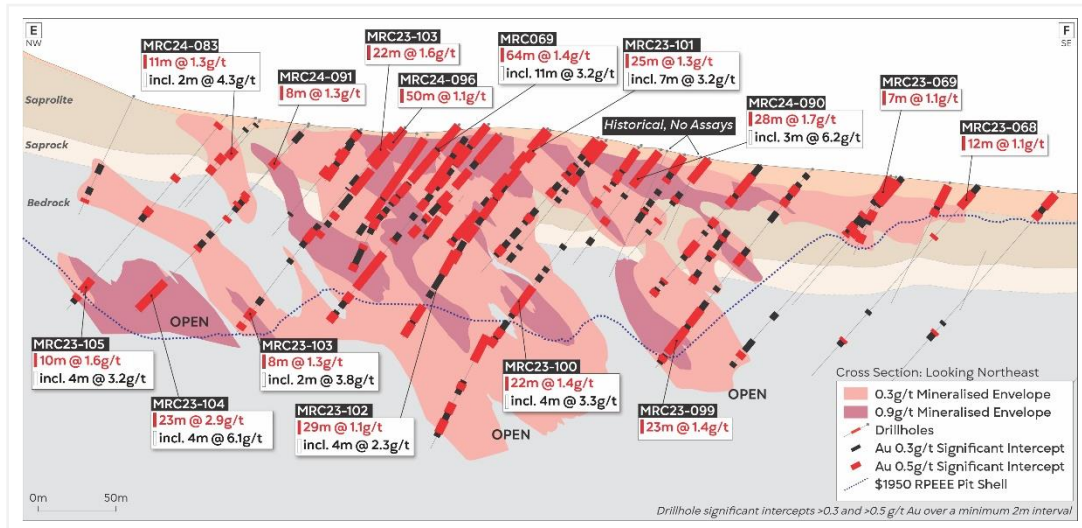 E
NW
F
SE
MRC24-083
11m @ 1.3g/t
incl. 2m @ 4.3g/t
MRC24-091
8m @ 1.3g/t
MRC23-103
22m @ 1.6g/t
MRC24-096
50m @ 1.1g/t
MRC069
64m @ 1.4g/t
incl. 11m @ 3.2g/t
MRC23-101
25m @ 1.3g/t
incl. 7m @ 3.2g/t
Historical, No Assays
MRC24-090
28m @ 1.7g/t
incl. 3m @ 6.2g/t
MRC23-069
7m @ 1.1g/t
MRC23-068
12m @ 1.1g/t
Saprolite
Saprock
Bedrock
OPEN
MRC23-105
10m @ 1.6g/t
incl. 4m @ 3.2g/t
MRC23-104
23m @ 2.9g/t
incl. 4m @ 6.1g/t
MRC23-103
8m @ 1.3g/t
incl. 2m @ 3.8g/t
MRC23-102
29m @ 1.1g/t
incl. 4m @ 2.3g/t
OPEN
MRC23-100
22m @ 1.4g/t
incl. 4m @ 3.3g/t
MRC23-099
23m @ 1.4g/t
OPEN
Cross Section: Looking Northeast
0.3g/t Mineralised Envelope
0.9g/t Mineralised Envelope
Drillholes
Au 0.3g/t Significant Intercept
Au 0.5g/t Significant Intercept
$1950 RPEEE Pit Shell
0m 50m
Drillhole significant intercepts >0.3 and >0.5 g/t Au over a minimum 2m interval